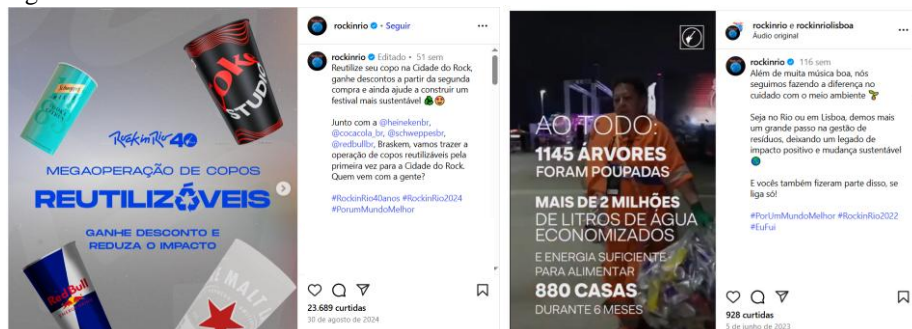 Rock in Rio 40
MEGAOPERAÇÃO DE COPOS
REUTILIZÁVEIS
GANHE DESCONTO E
REDUZA O IMPACTO
Schweppes
Coke
STUDIO
Red Bull
rockinrio • Seguir
rockinrio Editado • 51 sem
Reutilize seu copo na Cidade do Rock,
ganhe descontos a partir da segunda
compra e ainda ajude a construir um
festival mais sustentável
Junto com a @heinekenbr,
@cocacola_br, @schweppesbr,
@redbullbr, Braskem, vamos trazer a
operação de copos reutilizáveis pela
primeira vez para a Cidade do Rock.
Quem vem com a gente?
#RockinRio40anos #RockinRio2024
#PorumMundoMelhor
23.689 curtidas
30 de agosto de 2024
AO TODO:
1145 ÁRVORES
FORAM POUPADAS
MAIS DE 2 MILHÕES
DE LITROS DE ÁGUA
ECONOMIZADOS
E ENERGIA SUFICIENTE
PARA ALIMENTAR
880 CASAS
DURANTE 6 MESES
rockinrio e rockinriolisboa
Áudio original
rockinrio 116 sem
Além de muita música boa, nós
seguimos fazendo a diferença no
cuidado com o meio ambiente
Seja no Rio ou em Lisboa, demos mais
um grande passo na gestão de
resíduos, deixando um legado de
impacto positivo e mudança sustentável
E vocês também fizeram parte disso, se
liga só!
#PorUmMundoMelhor #RockinRio2022
#EuFui
928 curtidas
5 de junho de 2023